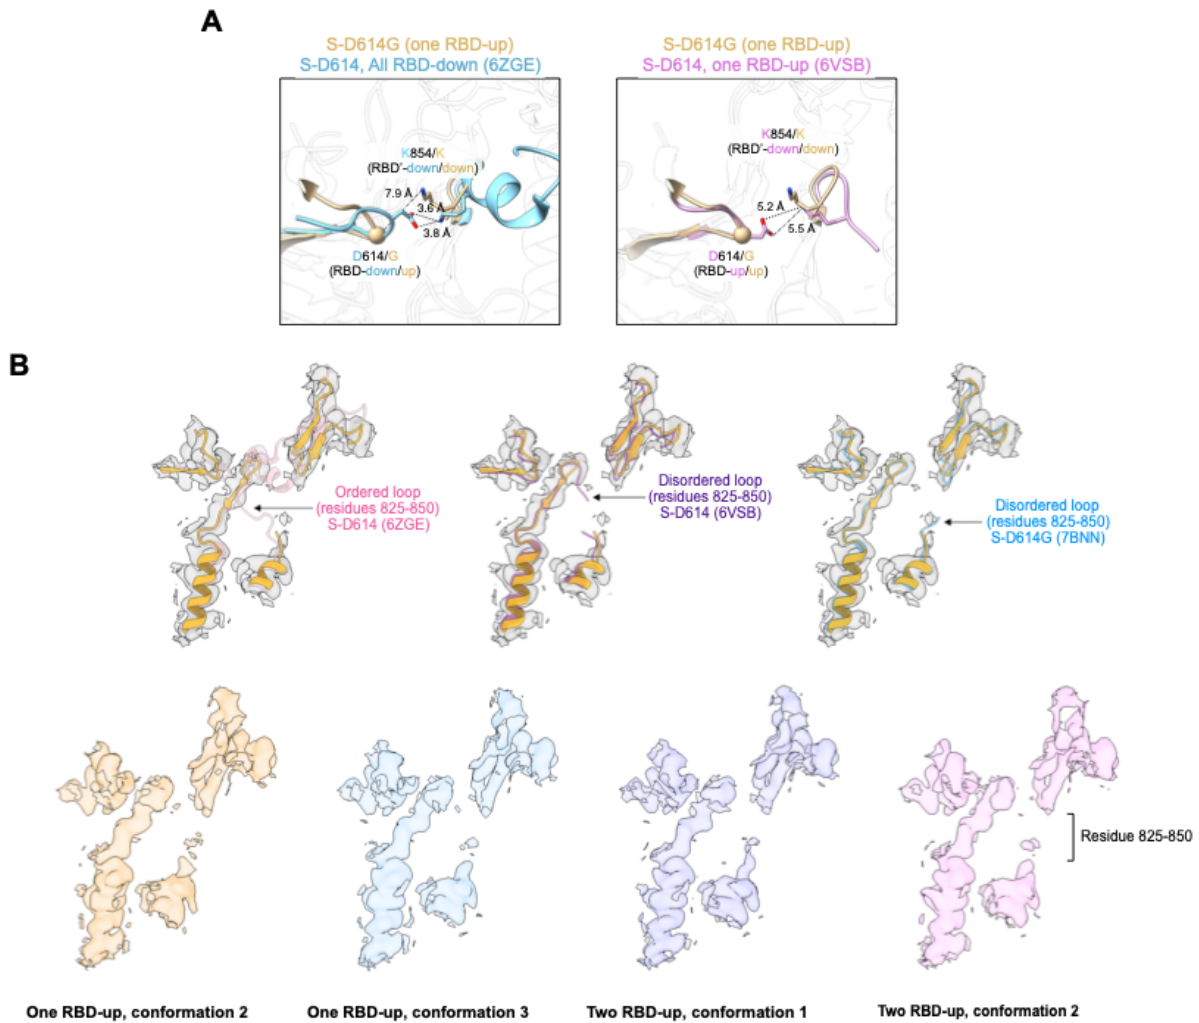 A
S-D614G (one RBD-up)
S-D614, All RBD-down (6ZGE)
K854/K
(RBD'-down/down)
7.9 Å
3.6 Å
3.8 Å
D614/G
(RBD-down/up)
S-D614G (one RBD-up)
S-D614, one RBD-up (6VSB)
K854/K
(RBD'-down/down)
5.2 Å
5.5 Å
D614/G
(RBD-up/up)
B
Ordered loop
(residues 825-850)
S-D614 (6ZGE)
Disordered loop
(residues 825-850)
S-D614 (6VSB)
Disordered loop
(residues 825-850)
S-D614G (7BNN)
Residue 825-850
One RBD-up, conformation 2
One RBD-up, conformation 3
Two RBD-up, conformation 1
Two RBD-up, conformation 2